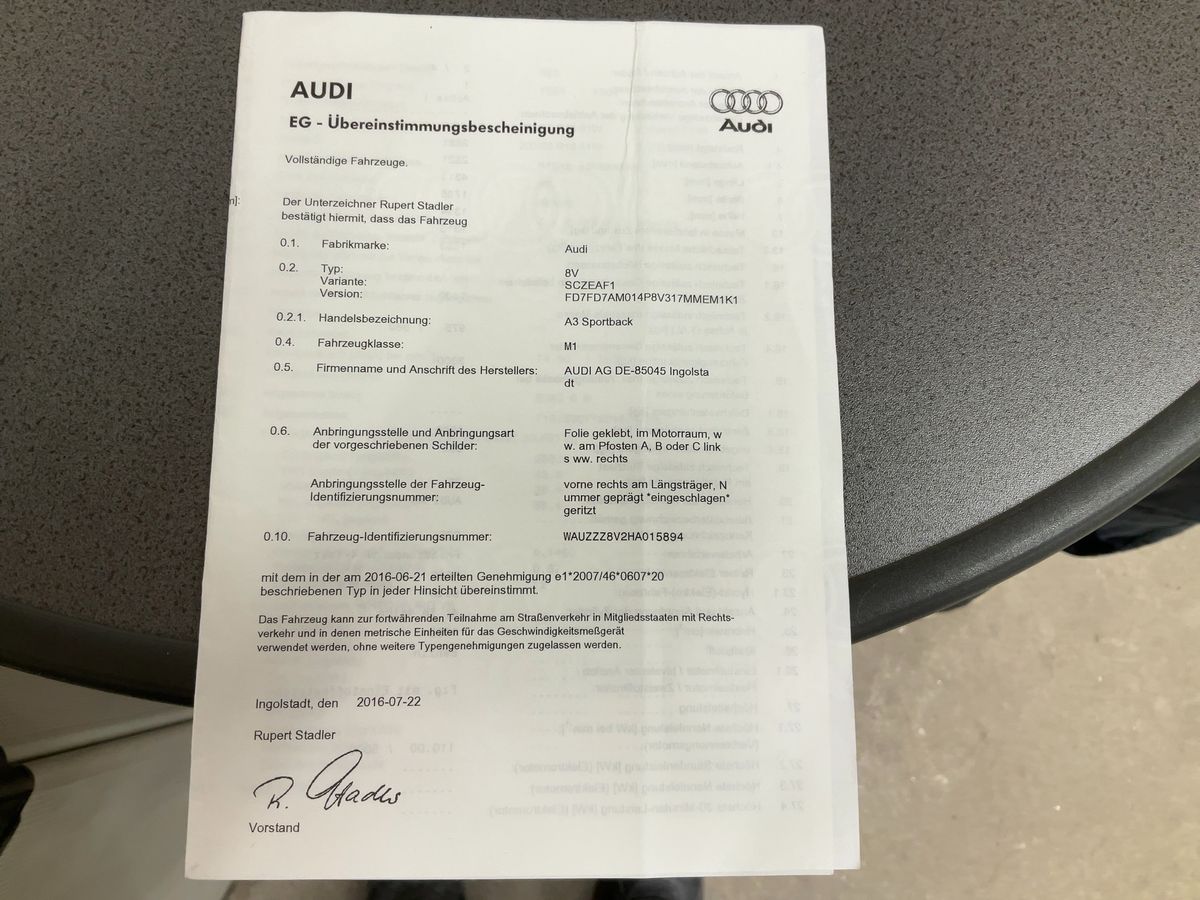 AUDI
Audi
EG - Übereinstimmungsbescheinigung
Vollständige Fahrzeuge.
n]:
Der Unterzeichner Rupert Stadler
bestätigt hiermit, dass das Fahrzeug
0.1. Fabrikmarke: Audi
0.2. Typ: 8V
Variante: SCZEAF1
Version: FD7FD7AM014P8V317MMEM1K1
0.2.1. Handelsbezeichnung: A3 Sportback
0.4. Fahrzeugklasse: M1
0.5. Firmenname und Anschrift des Herstellers: AUDI AG DE-85045 Ingolsta
dt
0.6. Anbringungsstelle und Anbringungsart Folie geklebt, im Motorraum, w
der vorgeschriebenen Schilder: w. am Pfosten A, B oder C link
s ww. rechts
Anbringungsstelle der Fahrzeug- vorne rechts am Längsträger, N
Identifizierungsnummer: ummer geprägt *eingeschlagen*
geritzt
0.10. Fahrzeug-Identifizierungsnummer: WAUZZZ8V2HA015894
mit dem in der am 2016-06-21 erteilten Genehmigung e1*2007/46*0607*20
beschriebenen Typ in jeder Hinsicht übereinstimmt.
Das Fahrzeug kann zur fortwährenden Teilnahme am Straßenverkehr in Mitgliedsstaaten mit Rechts-
verkehr und in denen metrische Einheiten für das Geschwindigkeitsmeßgerät
verwendet werden, ohne weitere Typengenehmigungen zugelassen werden.
Ingolstadt, den 2016-07-22
Rupert Stadler
R. Stadler
Vorstand